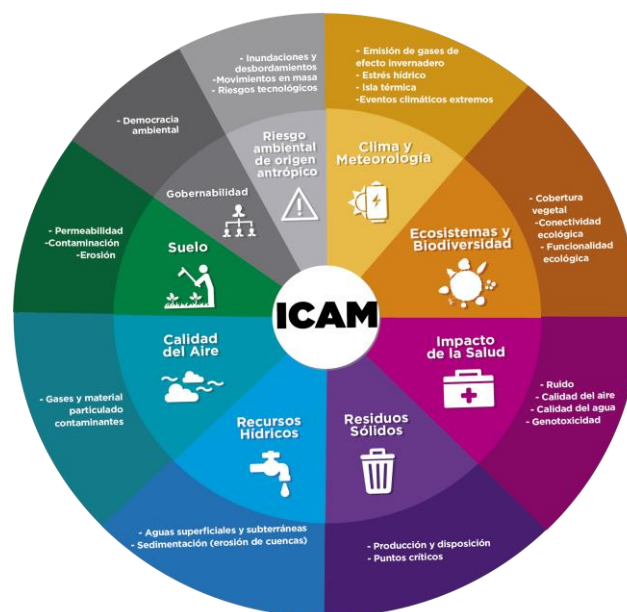 ICAM
Riesgo
ambiental
de origen
antrópico
- Inundaciones y
desbordamientos
-Movimientos en masa
- Riesgos tecnológicos
Clima y
Meteorología
- Emisión de gases de
efecto invernadero
- Estrés hídrico
- Isla térmica
-Eventos climáticos extremos
Ecosistemas y
Biodiversidad
- Cobertura
vegetal
-Conectividad
ecológica
- Funcionalidad
ecológica
Impacto
de la Salud
- Ruido
- Calidad del aire
- Calidad del agua
-Genotoxicidad
Residuos
Sólidos
- Producción y disposición
- Puntos críticos
Recursos
Hídricos
- Aguas superficiales y subterráneas
- Sedimentación (erosión de cuencas)
Calidad
del Aire
- Gases y material
particulado
contaminantes
Suelo
- Permeabilidad
-Contaminación
-Erosión
Gobernabilidad
- Democracia
ambiental